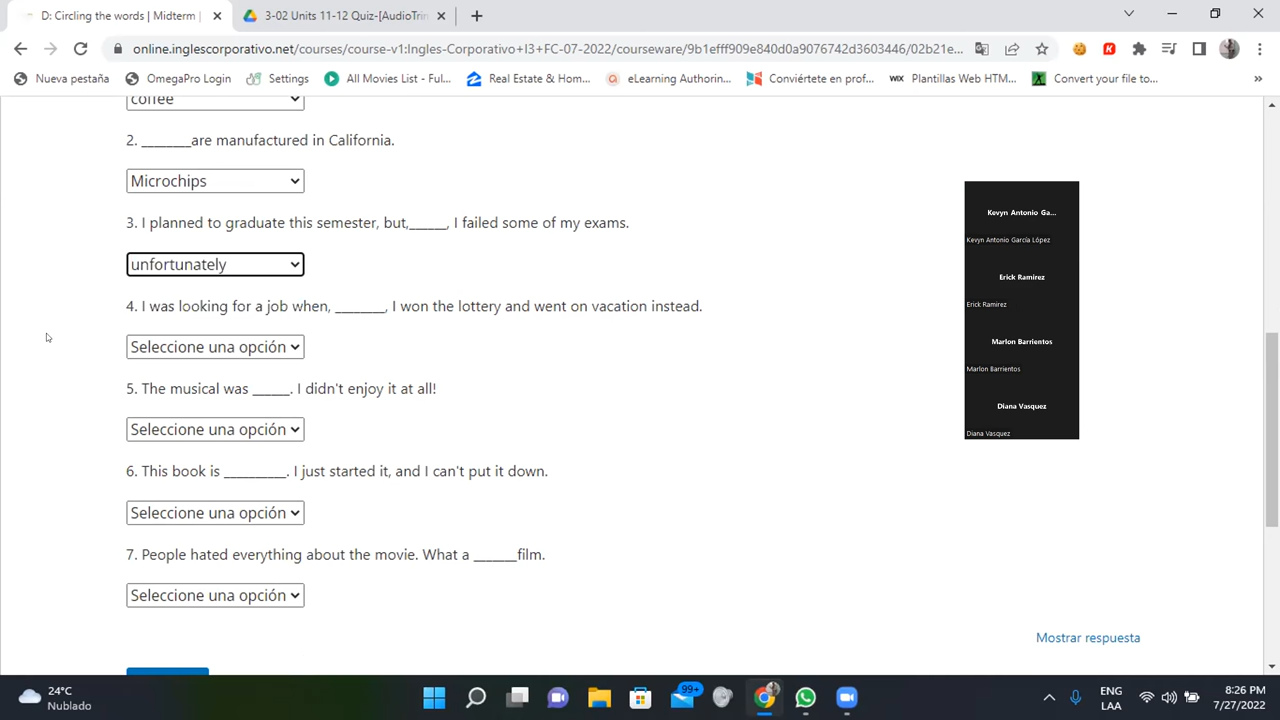 D: Circling the words | Midterm |
3-02 Units 11-12 Quiz-[AudioTrin
online.inglescorporativo.net/courses/course-v1:Ingles-Corporativo+I3+FC-07-2022/courseware/9b1efff909e840d0a9076742d3603446/02b21e...
Nueva pestaña
OmegaPro Login
Settings
All Movies List - Ful...
Real Estate & Hom...
eLearning Authorin...
Conviértete en prof...
WIX Plantillas Web HTM...
Convert your file to...
»
coffee
2. ________are manufactured in California.
Microchips
3. I planned to graduate this semester, but,______, I failed some of my exams.
unfortunately
4. I was looking for a job when, ________, I won the lottery and went on vacation instead.
Seleccione una opción
5. The musical was ______. I didn't enjoy it at all!
Seleccione una opción
6. This book is __________. I just started it, and I can't put it down.
Seleccione una opción
7. People hated everything about the movie. What a _______film.
Seleccione una opción
Mostrar respuesta
Kevyn Antonio Ga...
Kevyn Antonio García López
Erick Ramirez
Erick Ramirez
Marlon Barrientos
Marlon Barrientos
Diana Vasquez
Diana Vasquez
24°C
Nublado
99+
ENG
LAA
8:26 PM
7/27/2022